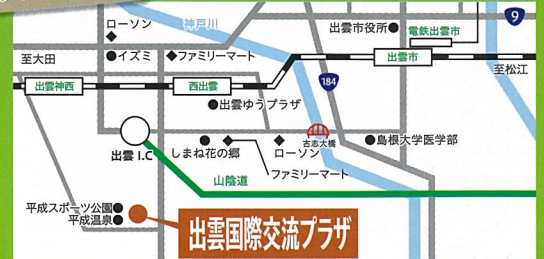 ローソン
神戸川
出雲市役所
電鉄出雲市
9
至大田
イズミ
ファミリーマート
出雲市
至松江
出雲神西
西出雲
184
出雲ゆうプラザ
出雲 I.C
しまね花の郷
ローソン
古志大橋
島根大学医学部
ファミリーマート
山陰道
平成スポーツ公園
平成温泉
出雲国際交流プラザ